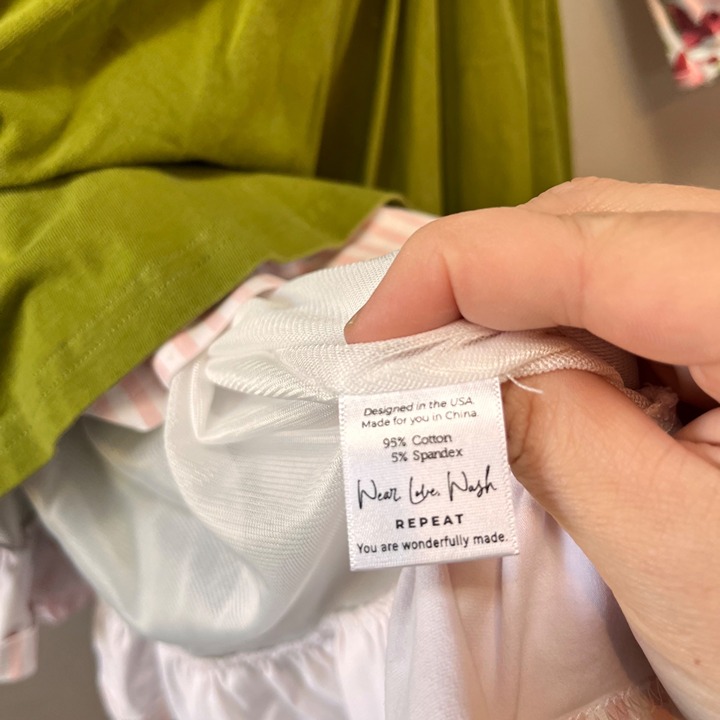 Designed in the USA.
Made for you in China.
95% Cotton
5% Spandex
Wear, Love, Wash
REPEAT
You are wonderfully made.